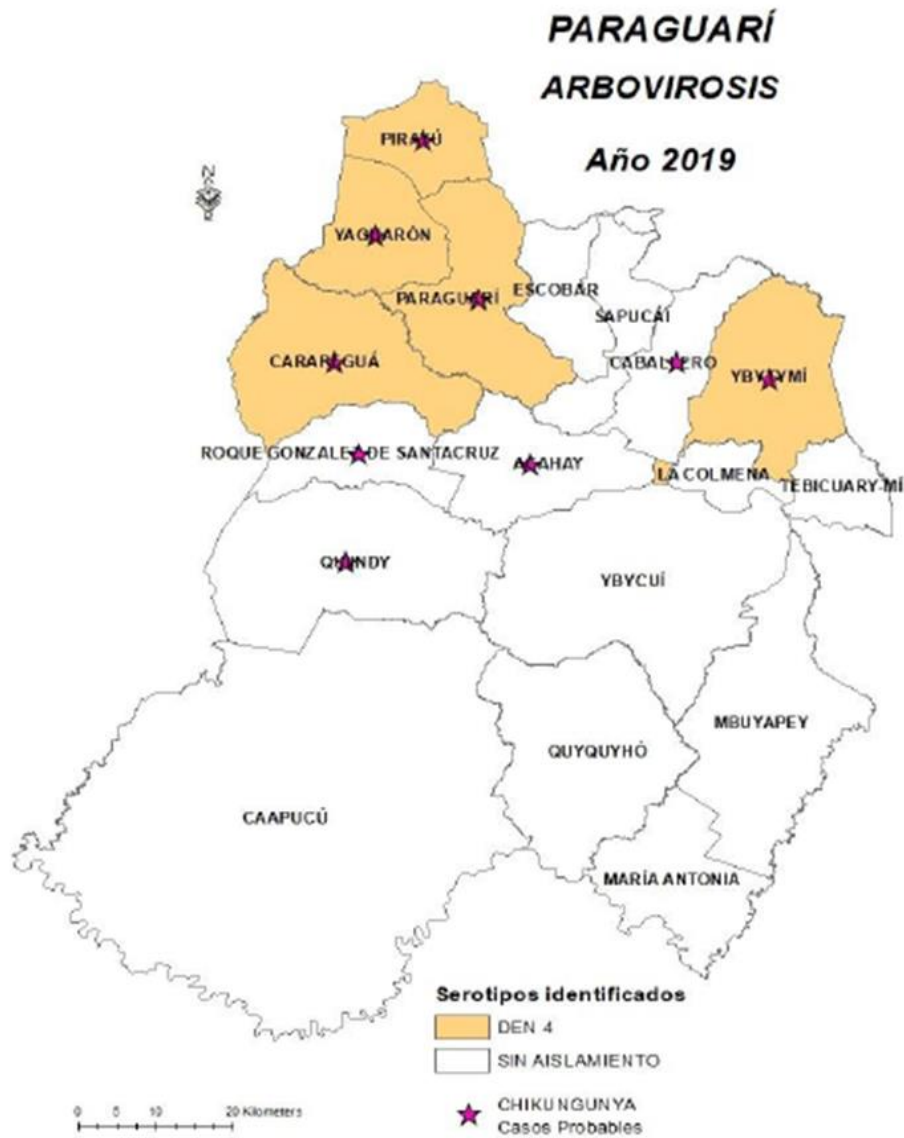 PARAGUARÍ
ARBOVIROSIS
Año 2019
N
PIRAYÚ
YAGUARÓN
ESCOBÁR
PARAGUARÍ
SAPUCÁI
CARAPEGUÁ
CABALLERO
YBYTYMÍ
ROQUE GONZALEZ DE SANTACRUZ
ACAHAY
LA COLMENA
TEBICUARY-MÍ
QUIINDY
YBYCUÍ
MBUYAPEY
QUYQUYHÓ
CAAPUCÚ
MARÍA ANTONIA
Serotipos identificados
DEN 4
SIN AISLAMIENTO
CHIKUNGUNYA
Casos Probables
0 5 10 20 Kilometers